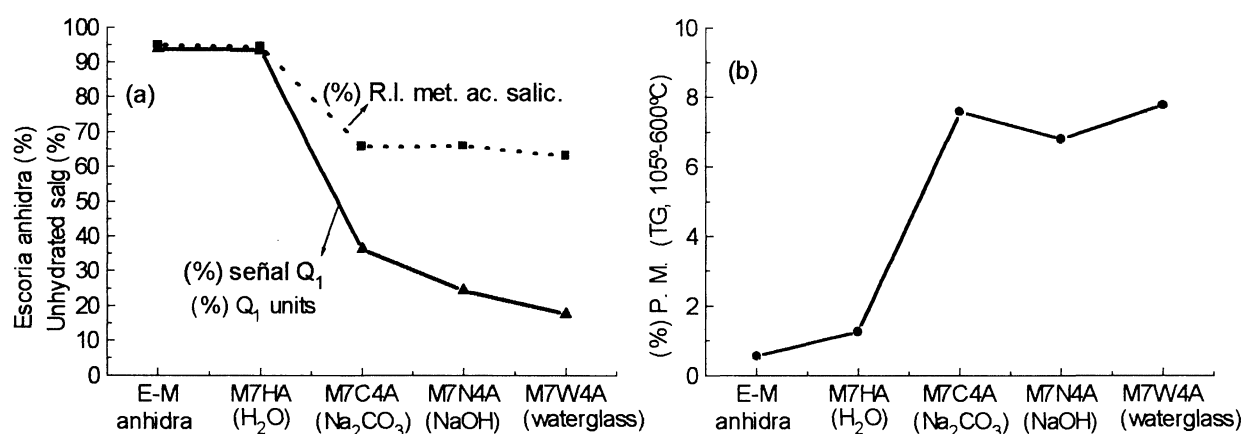 (a)
Escoria anhidra (%)
Unhydrated salg (%)
100
90
80
70
60
50
40
30
20
10
0
(%) R.I. met. ac. salic.
(%) señal Q1
(%) Q1 units
E-M anhidra
M7HA (H2O)
M7C4A (Na2CO3)
M7N4A (NaOH)
M7W4A (waterglass)
(b)
(%) P. M. (TG, 105º-600ºC)
10
8
6
4
2
0
E-M anhidra
M7HA (H2O)
M7C4A (Na2CO3)
M7N4A (NaOH)
M7W4A (waterglass)